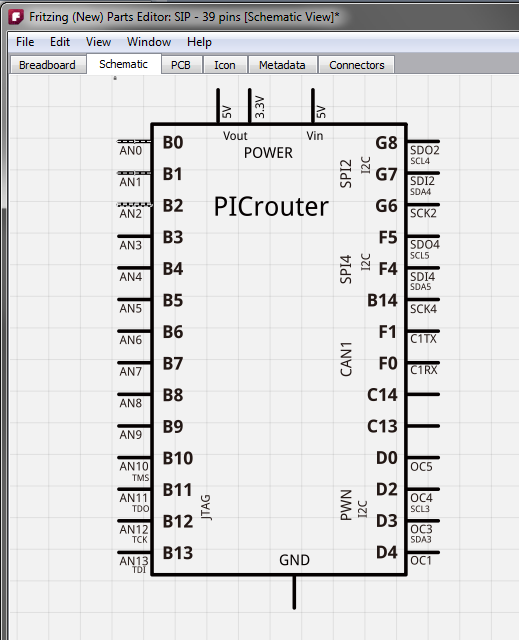 Fritzing (New) Parts Editor: SIP - 39 pins [Schematic View]*
File Edit View Window Help
Breadboard Schematic PCB Icon Metadata Connectors
5V 3.3V 5V
Vout Vin
POWER
PICrouter
AN0 B0
AN1 B1
AN2 B2
AN3 B3
AN4 B4
AN5 B5
AN6 B6
AN7 B7
AN8 B8
AN9 B9
AN10 TMS B10
AN11 TDO B11
AN12 TCK B12
AN13 TDI B13
JTAG
SPI2 I2C
SPI4 I2C
CAN1
PWN I2C
G8 SDO2 SCL4
G7 SDI2 SDA4
G6 SCK2
F5 SDO4 SCL5
F4 SDI4 SDA5
B14 SCK4
F1 C1TX
F0 C1RX
C14
C13
D0 OC5
D2 OC4 SCL3
D3 OC3 SDA3
D4 OC1
GND